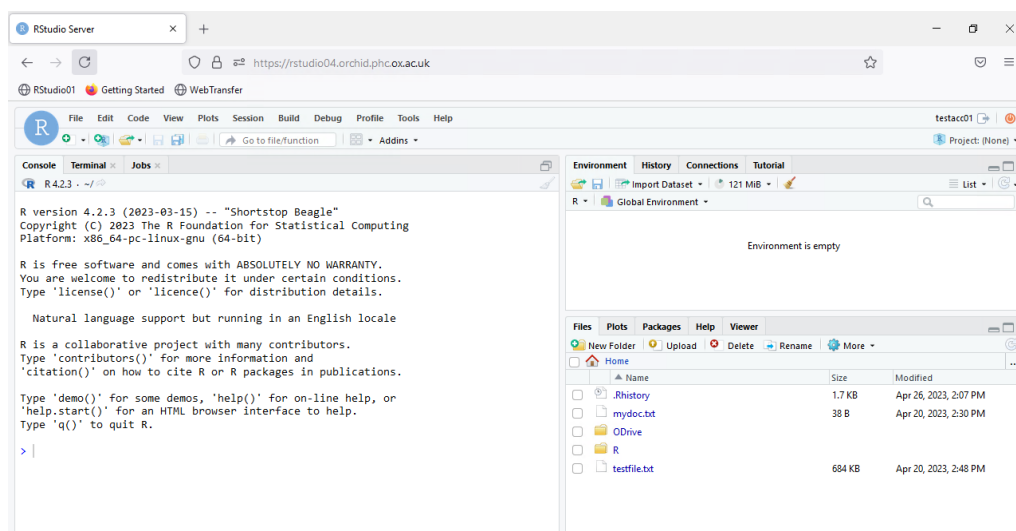 RStudio Server
https://rstudio04.orchid.phc.ox.ac.uk
RStudio01 Getting Started WebTransfer
R File Edit Code View Plots Session Build Debug Profile Tools Help testacc01
Go to file/function Addins Project: (None)
Console Terminal Jobs
R 4.2.3 · ~/
R version 4.2.3 (2023-03-15) -- "Shortstop Beagle"
Copyright (C) 2023 The R Foundation for Statistical Computing
Platform: x86_64-pc-linux-gnu (64-bit)
R is free software and comes with ABSOLUTELY NO WARRANTY.
You are welcome to redistribute it under certain conditions.
Type 'license()' or 'licence()' for distribution details.
Natural language support but running in an English locale
R is a collaborative project with many contributors.
Type 'contributors()' for more information and
'citation()' on how to cite R or R packages in publications.
Type 'demo()' for some demos, 'help()' for on-line help, or
'help.start()' for an HTML browser interface to help.
Type 'q()' to quit R.
>
Environment History Connections Tutorial
Import Dataset 121 MiB List
R Global Environment
Environment is empty
Files Plots Packages Help Viewer
New Folder Upload Delete Rename More
Home ..
Name Size Modified
.Rhistory 1.7 KB Apr 26, 2023, 2:07 PM
mydoc.txt 38 B Apr 20, 2023, 2:30 PM
ODrive
R
testfile.txt 684 KB Apr 20, 2023, 2:48 PM